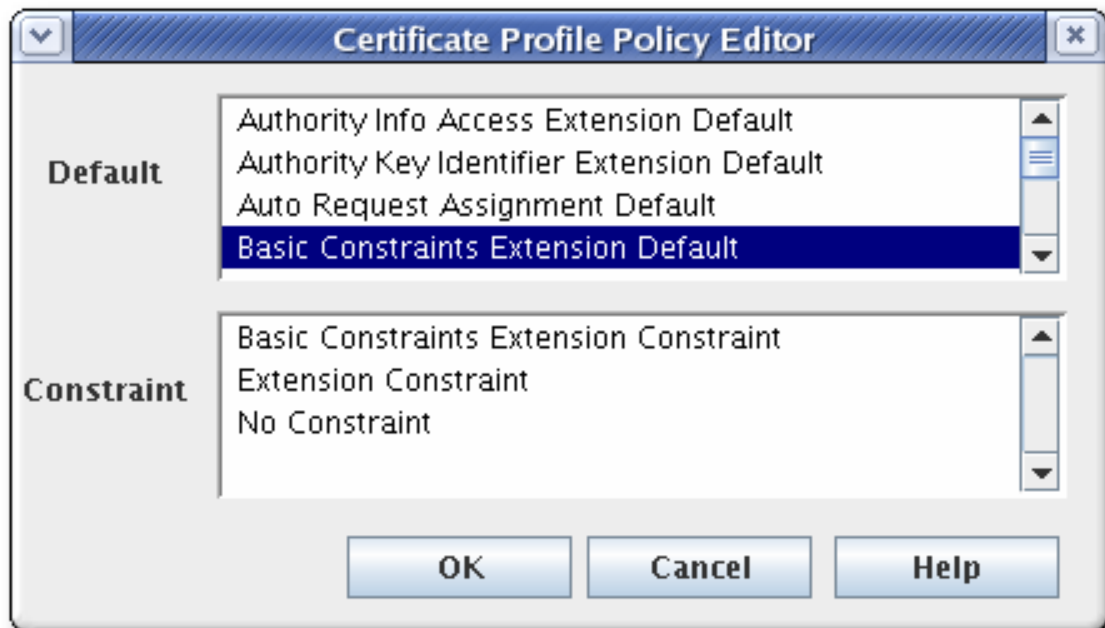 Certificate Profile Policy Editor
Default
Authority Info Access Extension Default
Authority Key Identifier Extension Default
Auto Request Assignment Default
Basic Constraints Extension Default
Constraint
Basic Constraints Extension Constraint
Extension Constraint
No Constraint
OK
Cancel
Help